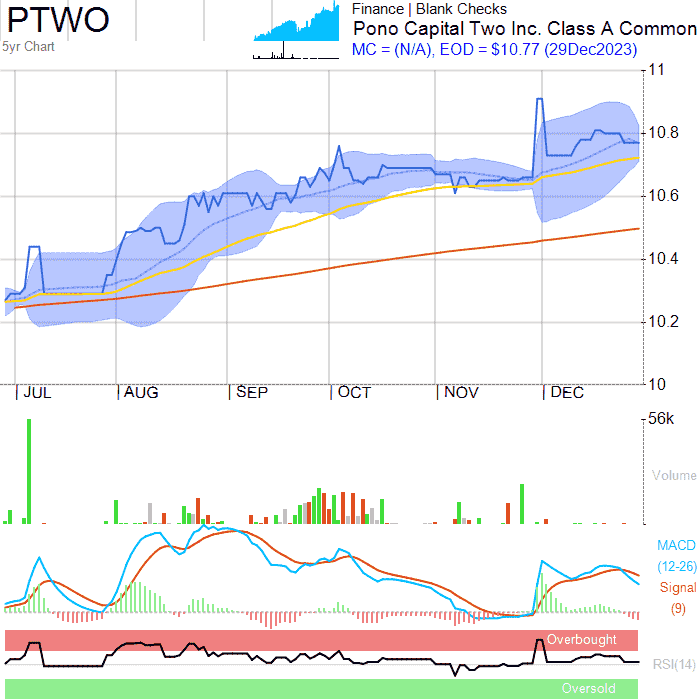 PTWO
5yr Chart
Finance | Blank Checks
Pono Capital Two Inc. Class A Common
MC = (N/A), EOD = $10.77 (29Dec2023)
11
10.8
10.6
10.4
10.2
10
JUL AUG SEP OCT NOV DEC
56k
Volume
MACD
(12-26)
Signal
(9)
Overbought
RSI(14)
Oversold